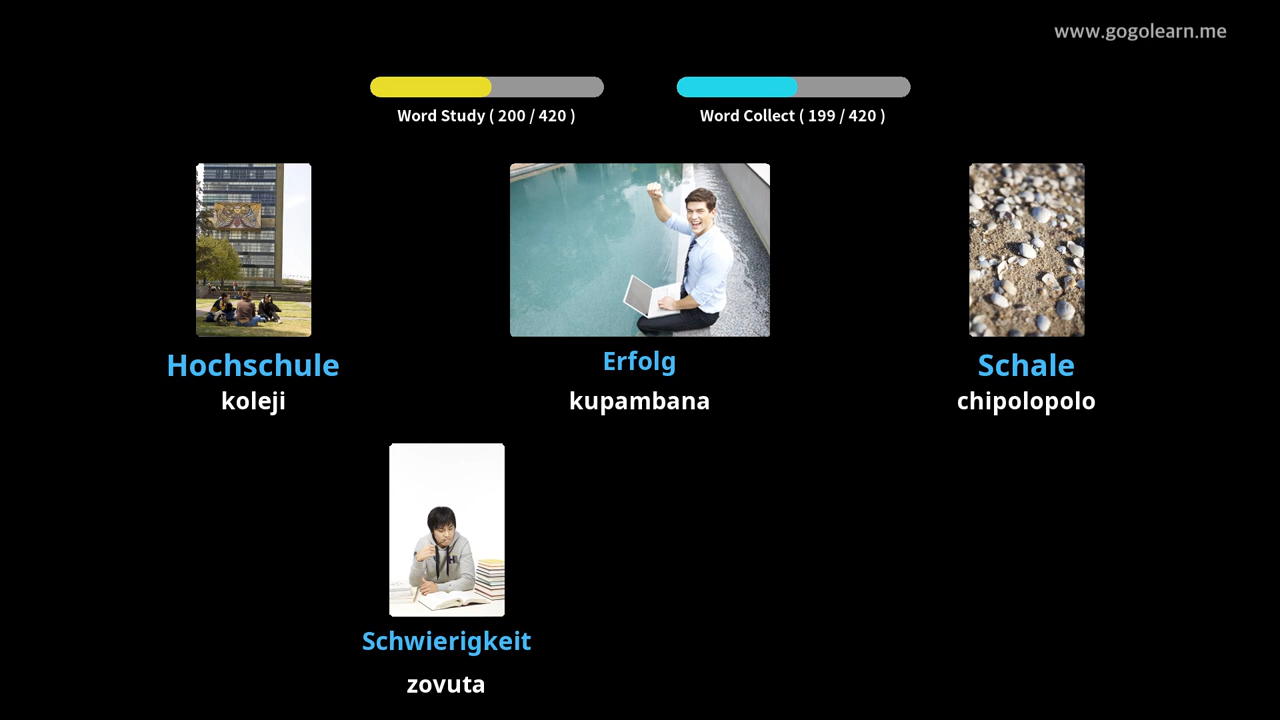 www.gogolearn.me
Word Study ( 200 / 420 )
Word Collect ( 199 / 420 )
Hochschule
koleji
Erfolg
kupambana
Schale
chipolopolo
Schwierigkeit
zovuta